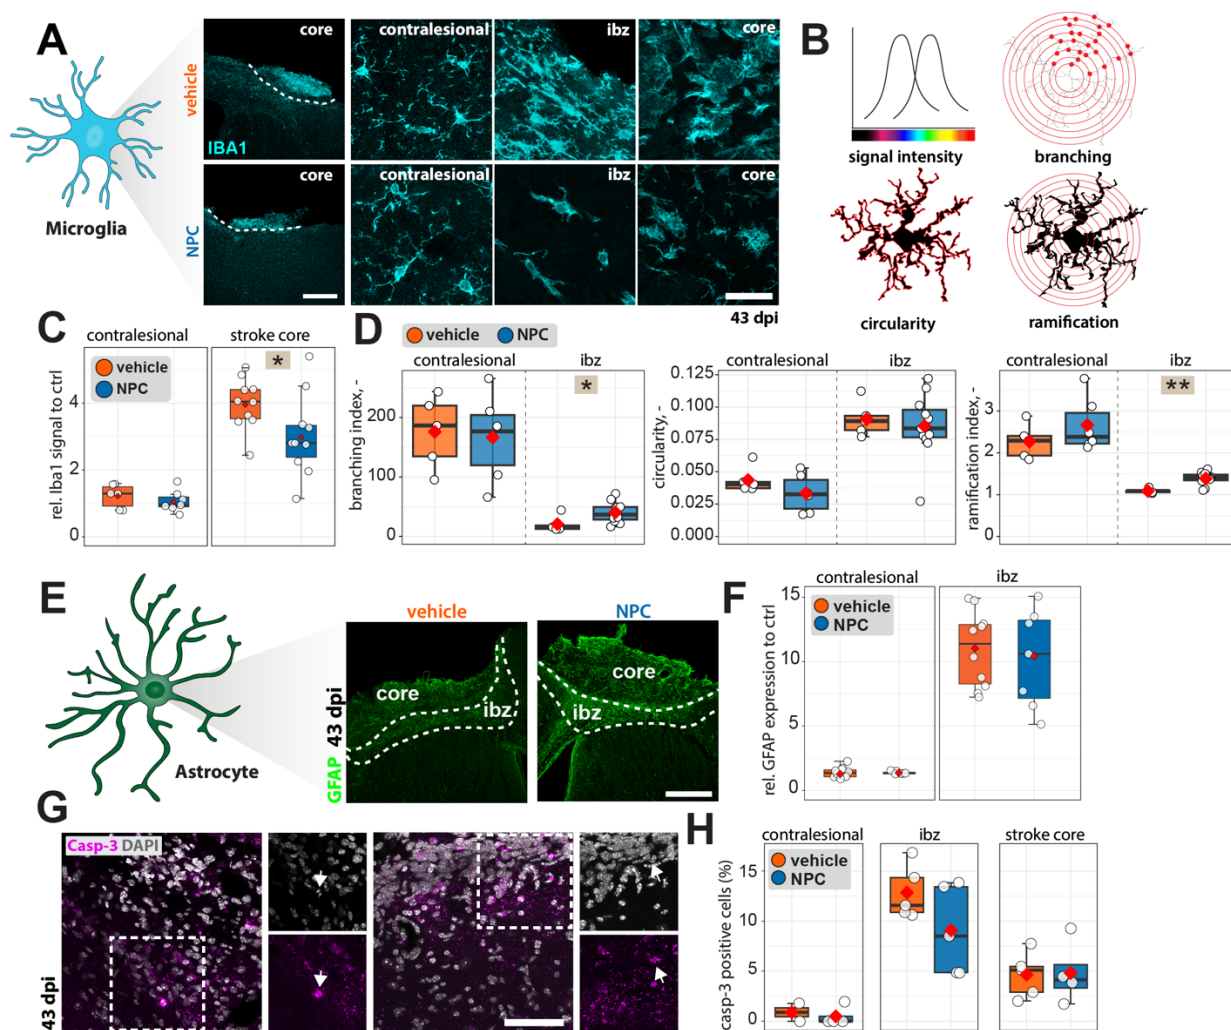 A
core
contralesional
ibz
core
vehicle
IBA1
core
contralesional
ibz
core
NPC
Microglia
43 dpi
B
signal intensity
branching
circularity
ramification
C
contralesional
stroke core
vehicle
NPC
*
rel. Iba1 signal to ctrl
4
2
0
D
vehicle
NPC
contralesional
ibz
*
branching index, -
200
100
0
contralesional
ibz
circularity, -
0.125
0.100
0.075
0.050
0.025
0.000
contralesional
ibz
**
ramification index, -
3
2
1
0
E
Astrocyte
vehicle
NPC
core
ibz
core
ibz
GFAP 43 dpi
F
contralesional
ibz
vehicle
NPC
rel. GFAP expression to ctrl
15
10
5
0
G
Casp-3 DAPI
43 dpi
H
contralesional
ibz
stroke core
vehicle
NPC
casp-3 positive cells (%)
15
10
5
0